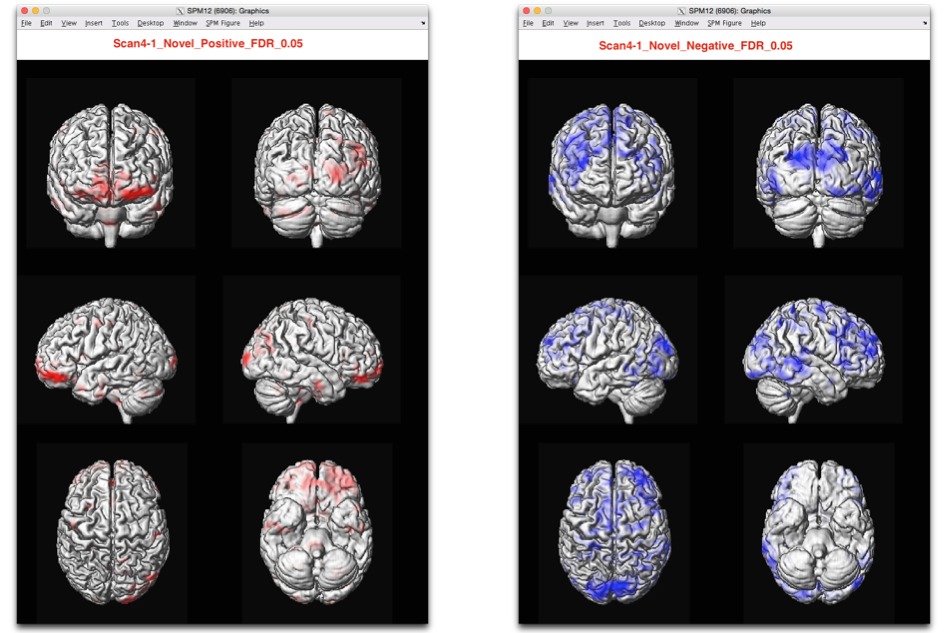 SPM12 (6906): Graphics
File Edit View Insert Tools Desktop Window SPM Figure Help
Scan4-1_Novel_Positive_FDR_0.05
SPM12 (6906): Graphics
File Edit View Insert Tools Desktop Window SPM Figure Help
Scan4-1_Novel_Negative_FDR_0.05